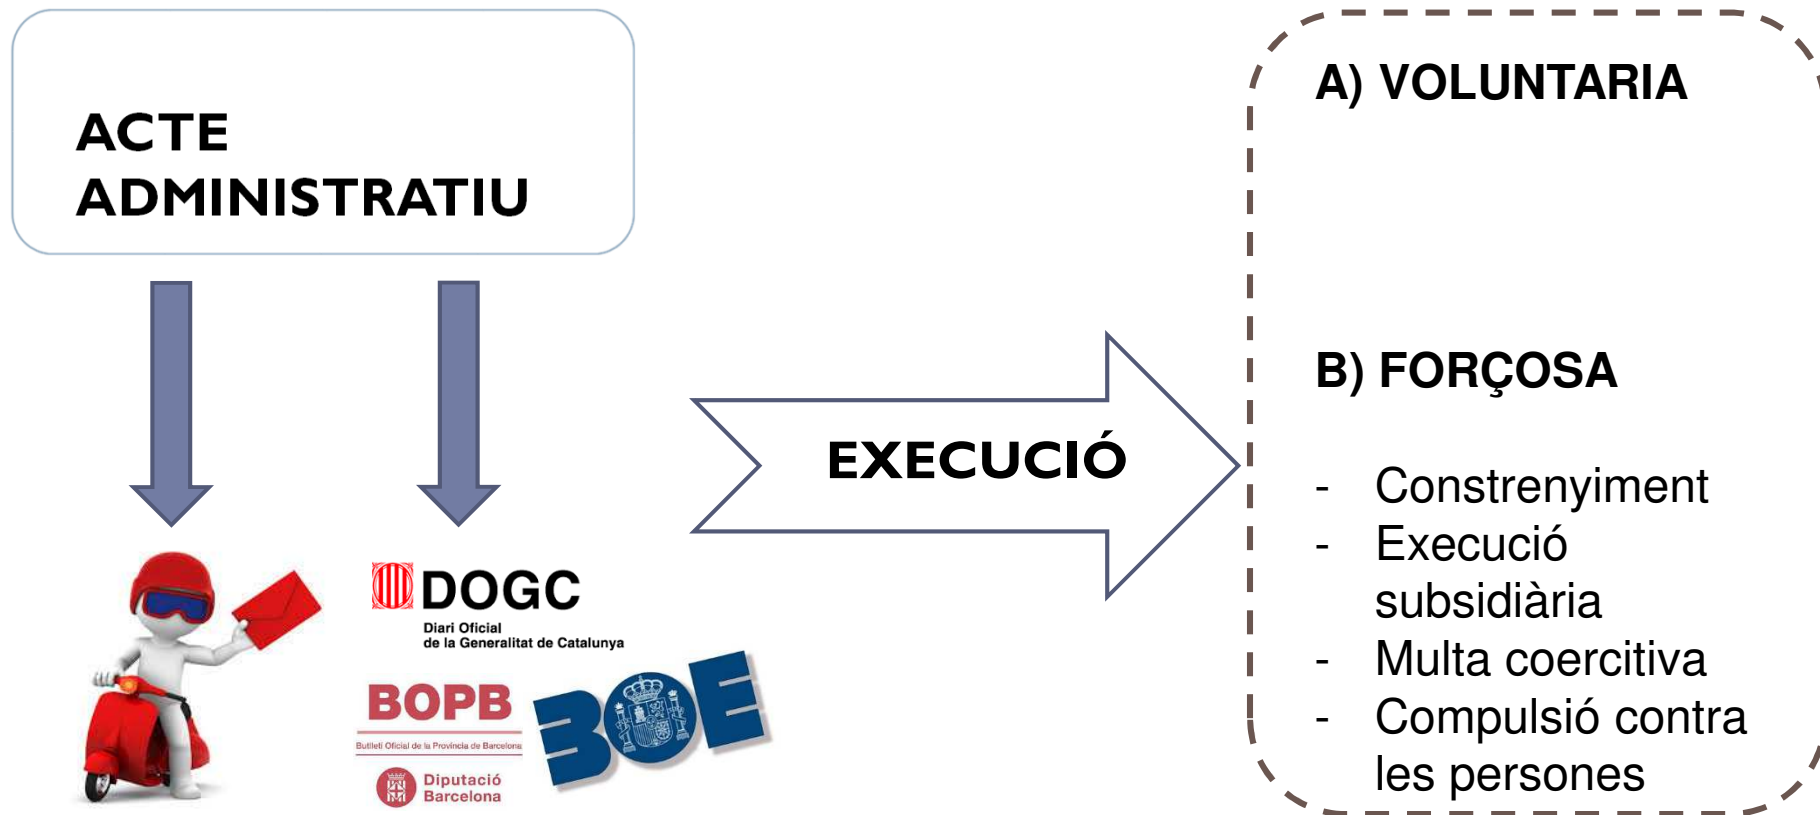 ACTE
ADMINISTRATIU
DOGC
Diari Oficial
de la Generalitat de Catalunya
BOPB
Butlletí Oficial de la Província de Barcelona
Diputació
Barcelona
BOE
EXECUCIÓ
A) VOLUNTARIA
B) FORÇOSA
- Constrenyiment
- Execució
subsidiària
- Multa coercitiva
- Compulsió contra
les persones